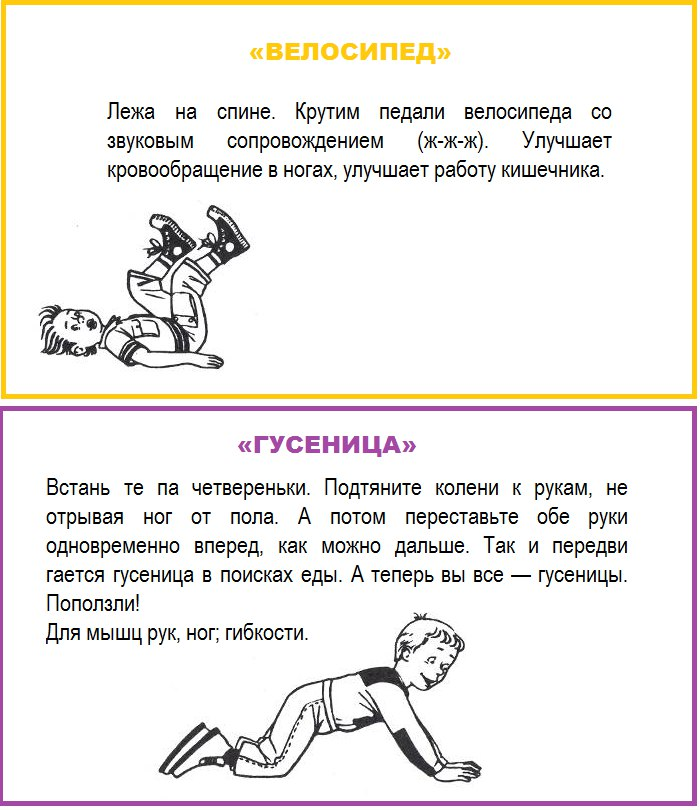 «ВЕЛОСИПЕД»
Лежа на спине. Крутим педали велосипеда со
звуковым сопровождением (ж-ж-ж). Улучшает
кровообращение в ногах, улучшает работу кишечника.
«ГУСЕНИЦА»
Встань те па четвереньки. Подтяните колени к рукам, не
отрывая ног от пола. А потом переставьте обе руки
одновременно вперед, как можно дальше. Так и передви
гается гусеница в поисках еды. А теперь вы все — гусеницы.
Поползли!
Для мышц рук, ног; гибкости.